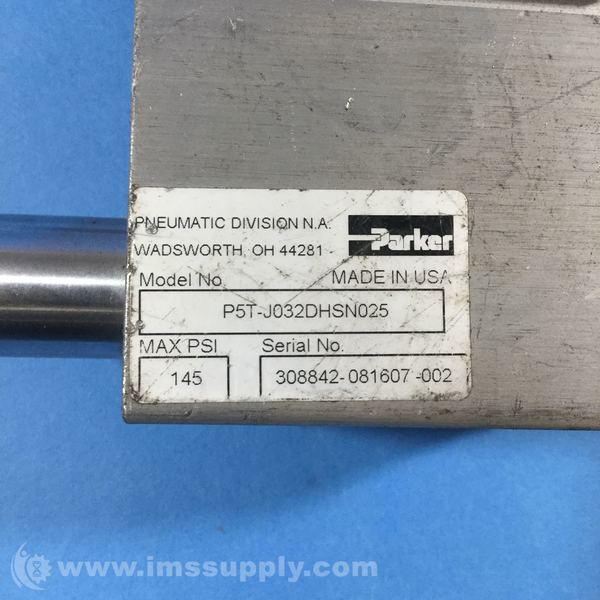 PNEUMATIC DIVISION N.A.
WADSWORTH, OH 44281
Parker
Model No.
MADE IN USA
P5T-J032DHSN025
MAX PSI
Serial No.
145
308842-081607-002
www.imssupply.com